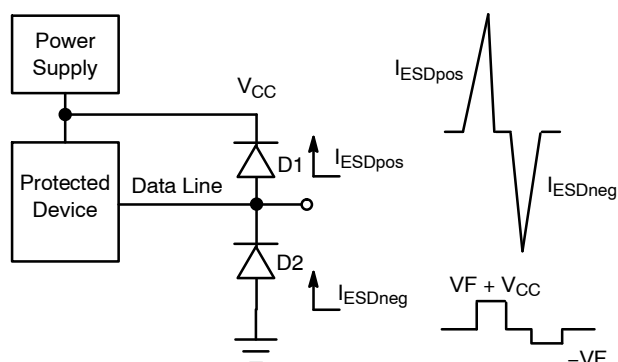 Power
Supply
V_CC
D1
I_ESDpos
Protected
Device
Data Line
D2
I_ESDneg
I_ESDpos
I_ESDneg
VF + V_CC
−VF